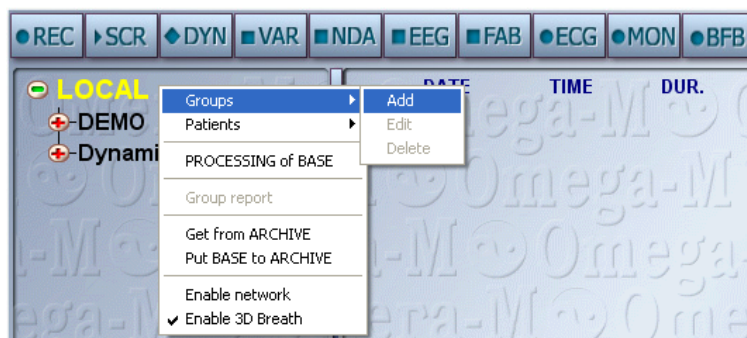 REC SCR DYN VAR NDA EEG FAB ECG MON BFB
LOCAL
DATE TIME DUR.
DEMO
Dynami
Groups
Patients
PROCESSING of BASE
Group report
Get from ARCHIVE
Put BASE to ARCHIVE
Enable network
Enable 3D Breath
Add
Edit
Delete
Omega-M